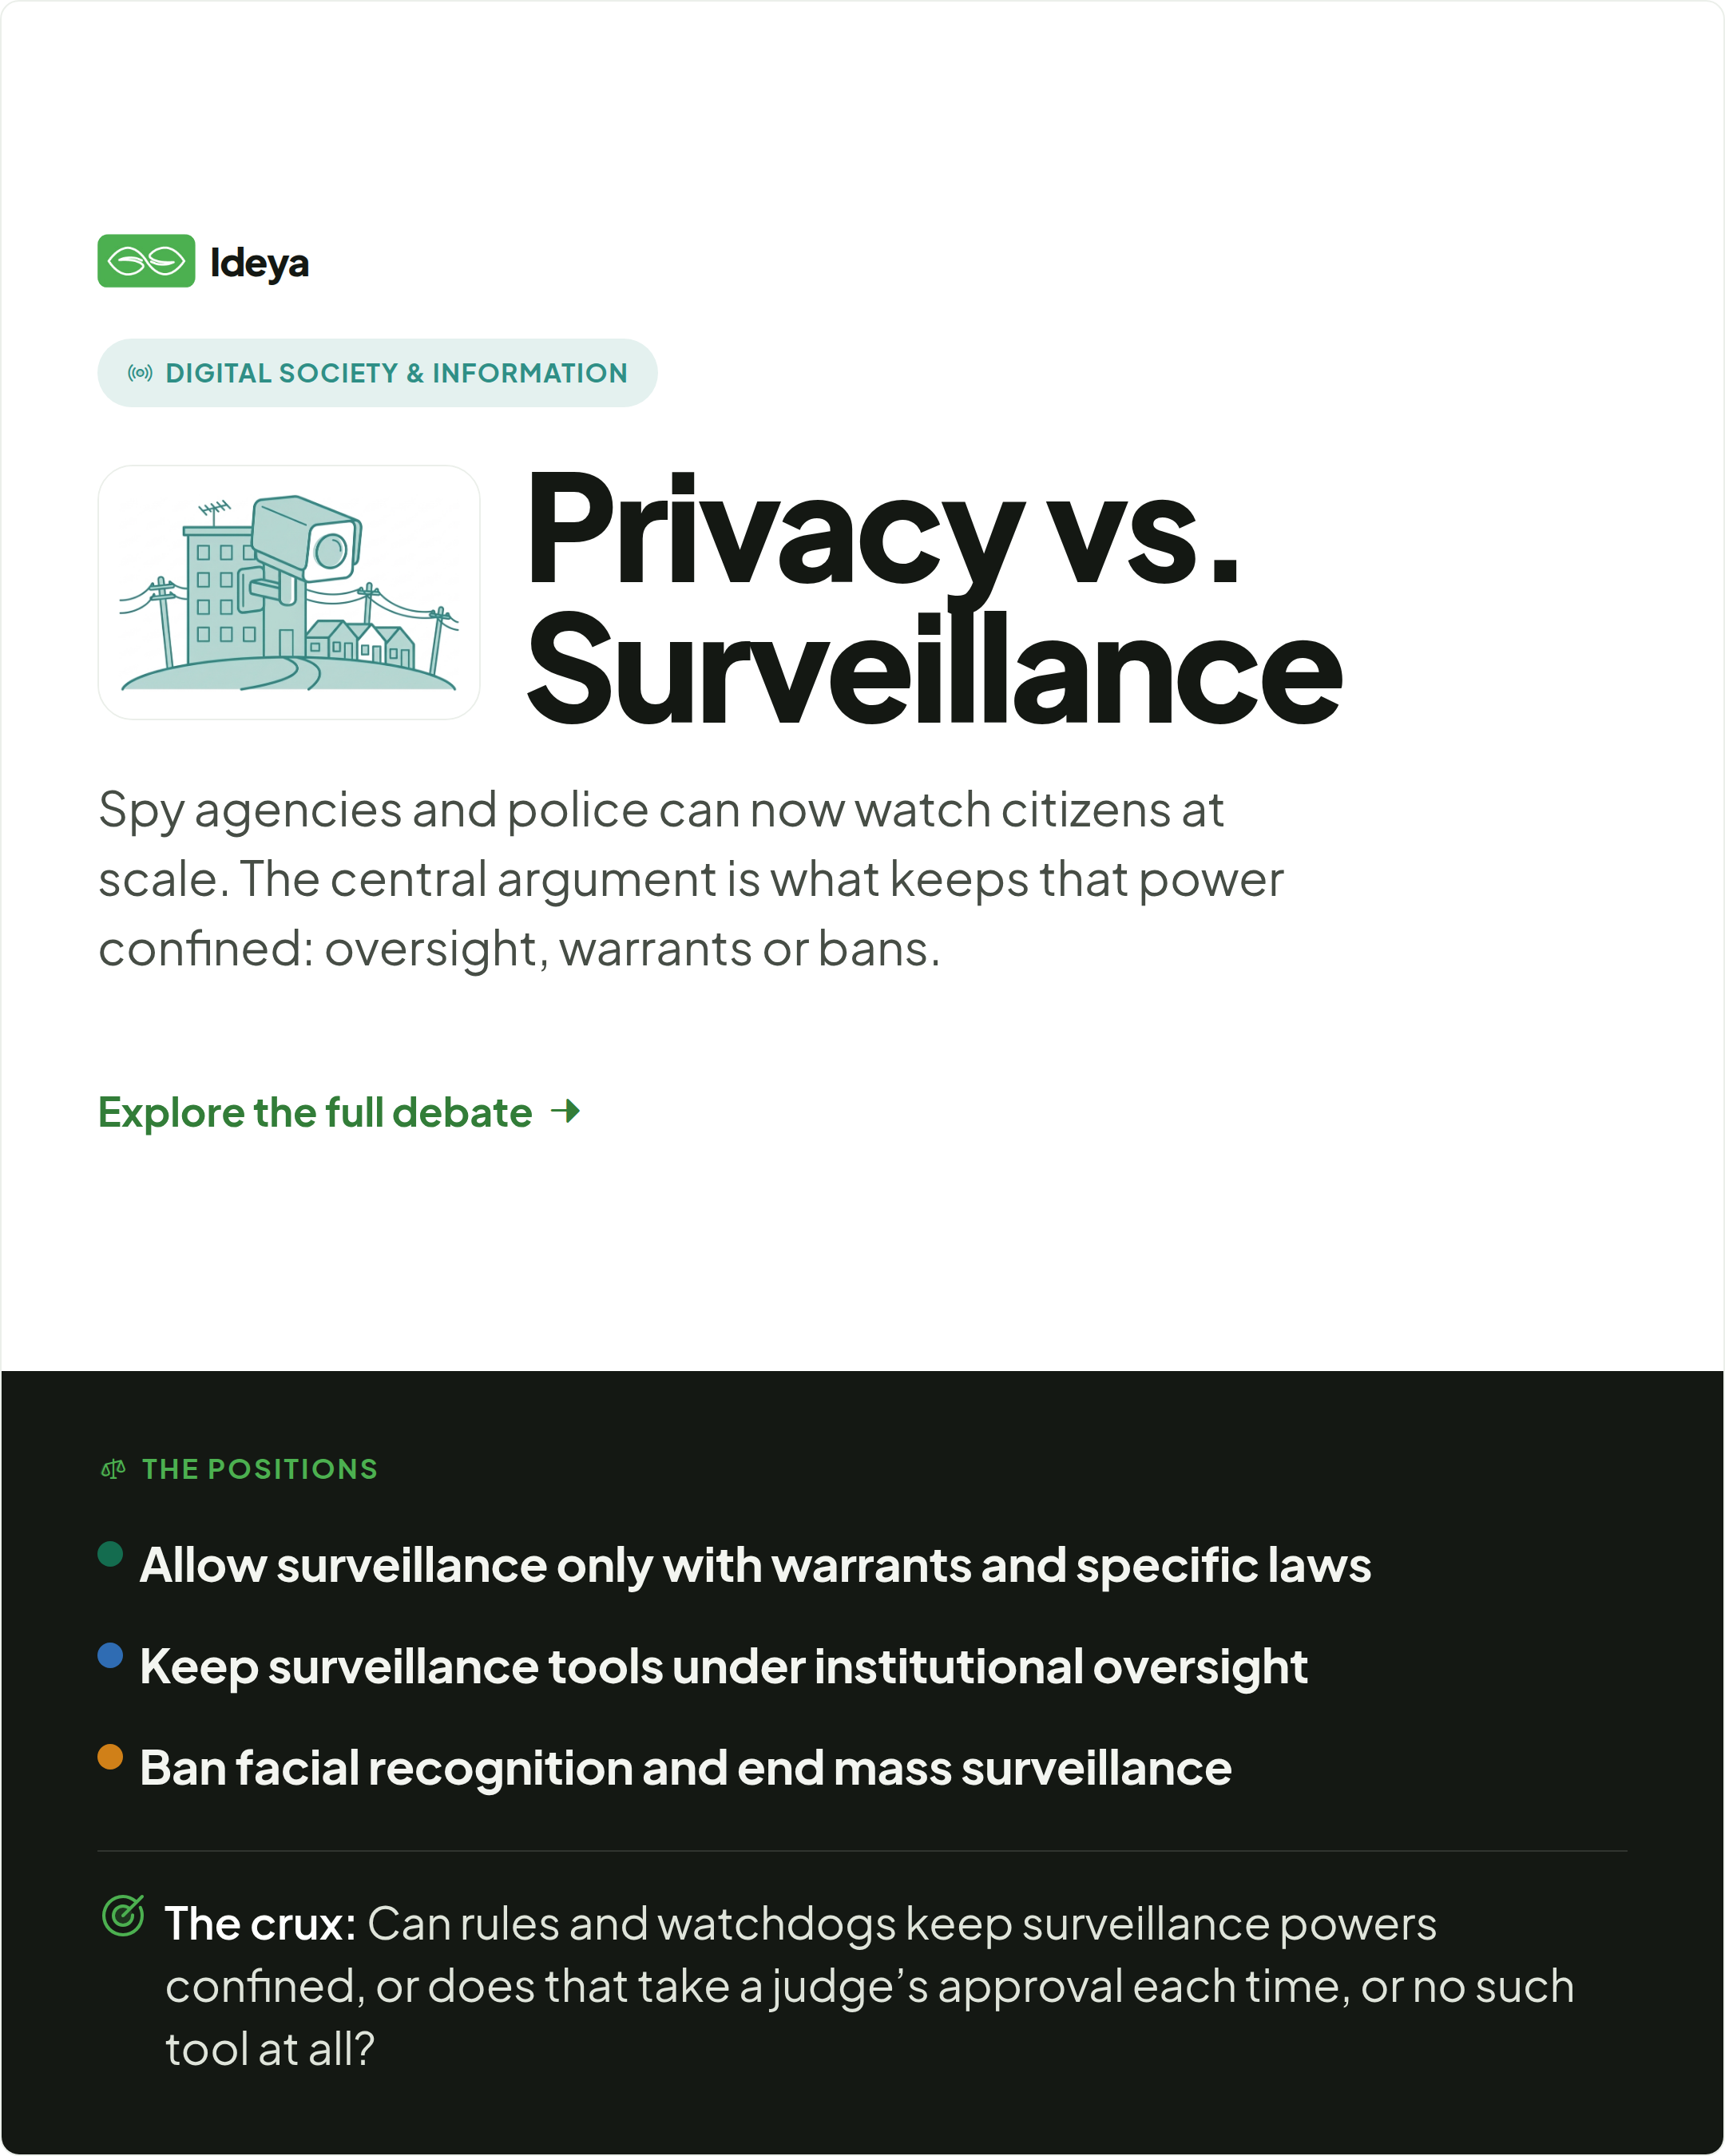 Ideya
DIGITAL SOCIETY & INFORMATION
Privacy vs.
Surveillance
Spy agencies and police can now watch citizens at
scale. The central argument is what keeps that power
confined: oversight, warrants or bans.
Explore the full debate
THE POSITIONS
Allow surveillance only with warrants and specific laws
Keep surveillance tools under institutional oversight
Ban facial recognition and end mass surveillance
The crux: Can rules and watchdogs keep surveillance powers
confined, or does that take a judge’s approval each time, or no such
tool at all?